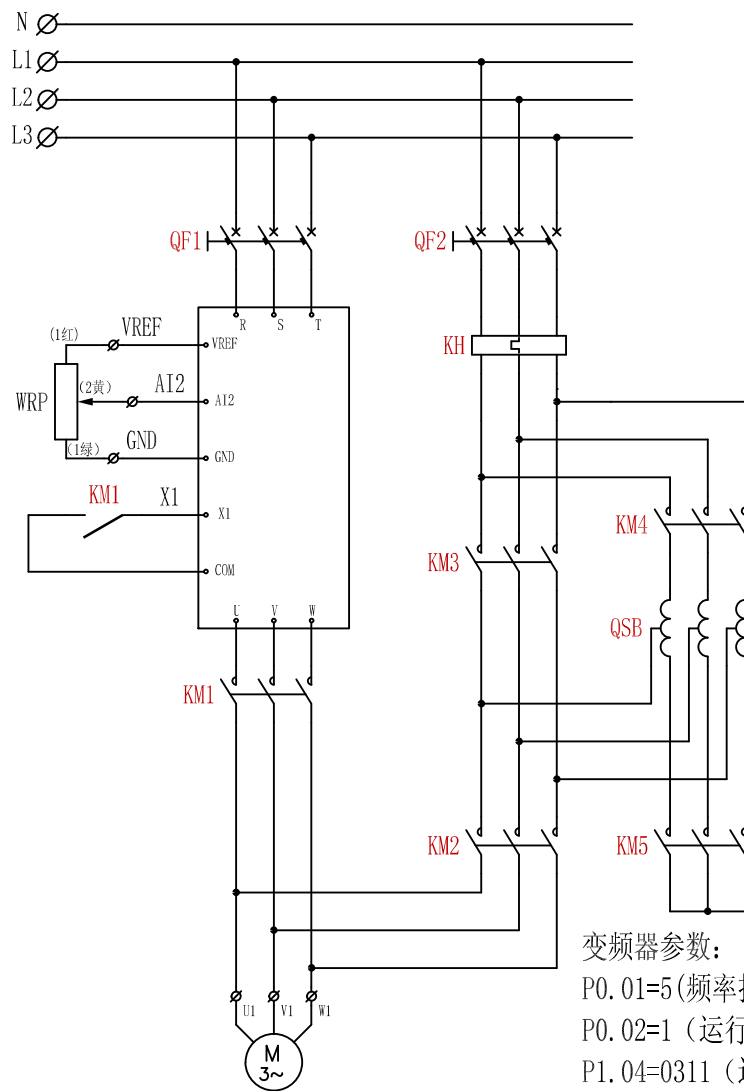 N
L1
L2
L3
QF1
QF2
R S T
(1红)
VREF
VREF
KH
WRP
(2黄)
AI2
AI2
(1绿)
GND
GND
KM1
X1
X1
KM4
KM3
COM
U V W
QSB
KM1
KM2
KM5
变频器参数:
P0.01=5(频率
P0.02=1 (运行
P1.04=0311 (
U1 V1 W1
M
3~